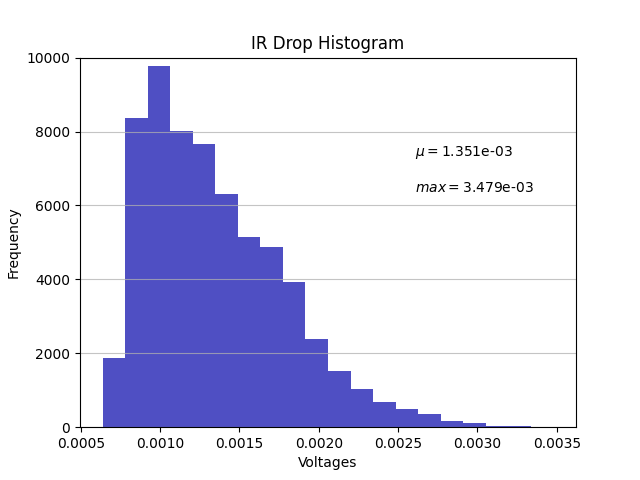 IR Drop Histogram
10000
8000
6000
4000
2000
0
Frequency
μ = 1.351e-03
max = 3.479e-03
0.0005 0.0010 0.0015 0.0020 0.0025 0.0030 0.0035
Voltages